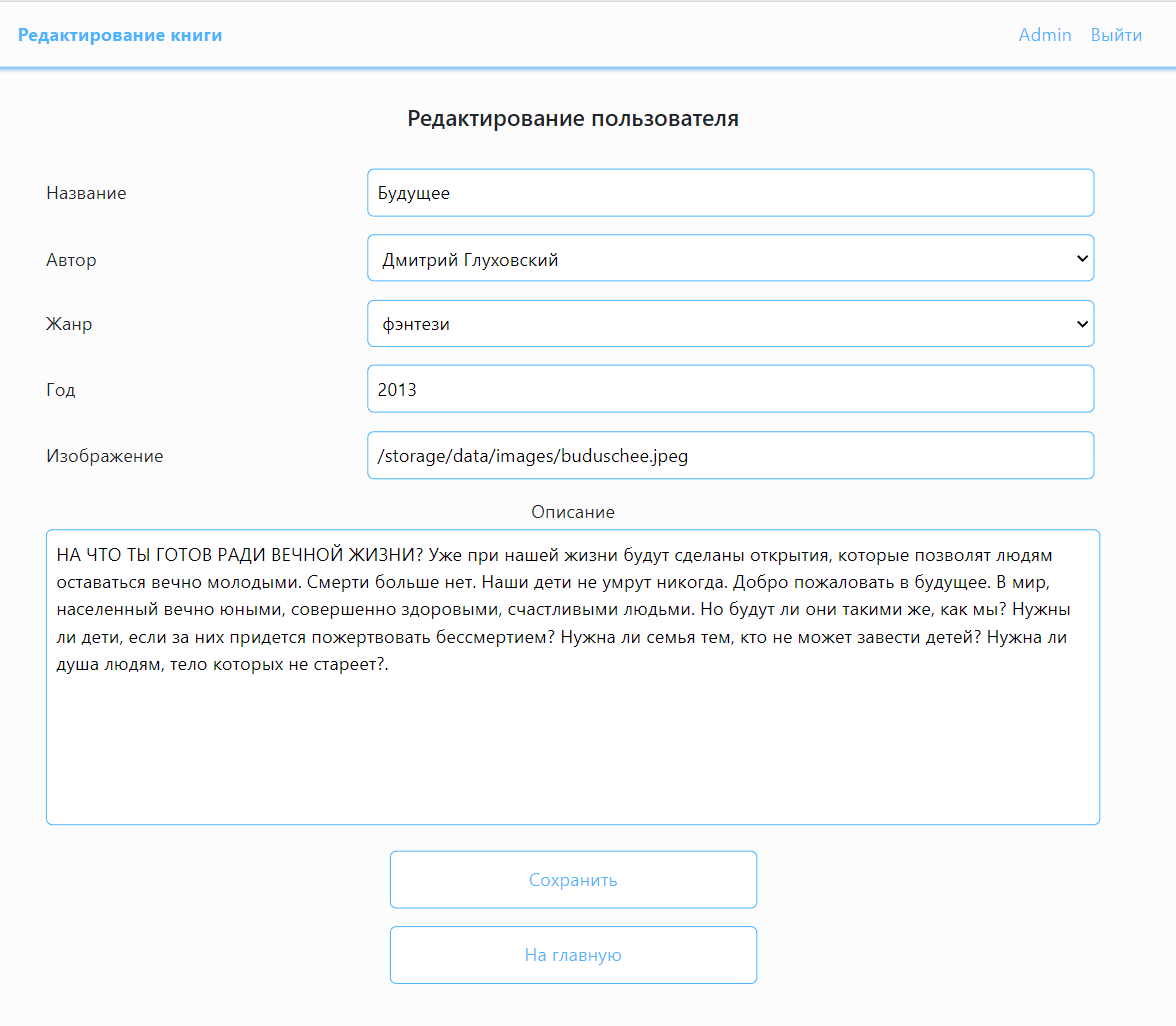 Редактирование книги
Admin Выйти
Редактирование пользователя
Название
Будущее
Автор
Дмитрий Глуховский
Жанр
фэнтези
Год
2013
Изображение
/storage/data/images/buduschee.jpeg
Описание
НА ЧТО ТЫ ГОТОВ РАДИ ВЕЧНОЙ ЖИЗНИ? Уже при нашей жизни будут сделаны открытия, которые позволят людям
оставаться вечно молодыми. Смерти больше нет. Наши дети не умрут никогда. Добро пожаловать в будущее. В мир,
населенный вечно юными, совершенно здоровыми, счастливыми людьми. Но будут ли они такими же, как мы? Нужны
ли дети, если за них придется пожертвовать бессмертием? Нужна ли семья тем, кто не может завести детей? Нужна ли
душа людям, тело которых не стареет?.
Сохранить
На главную